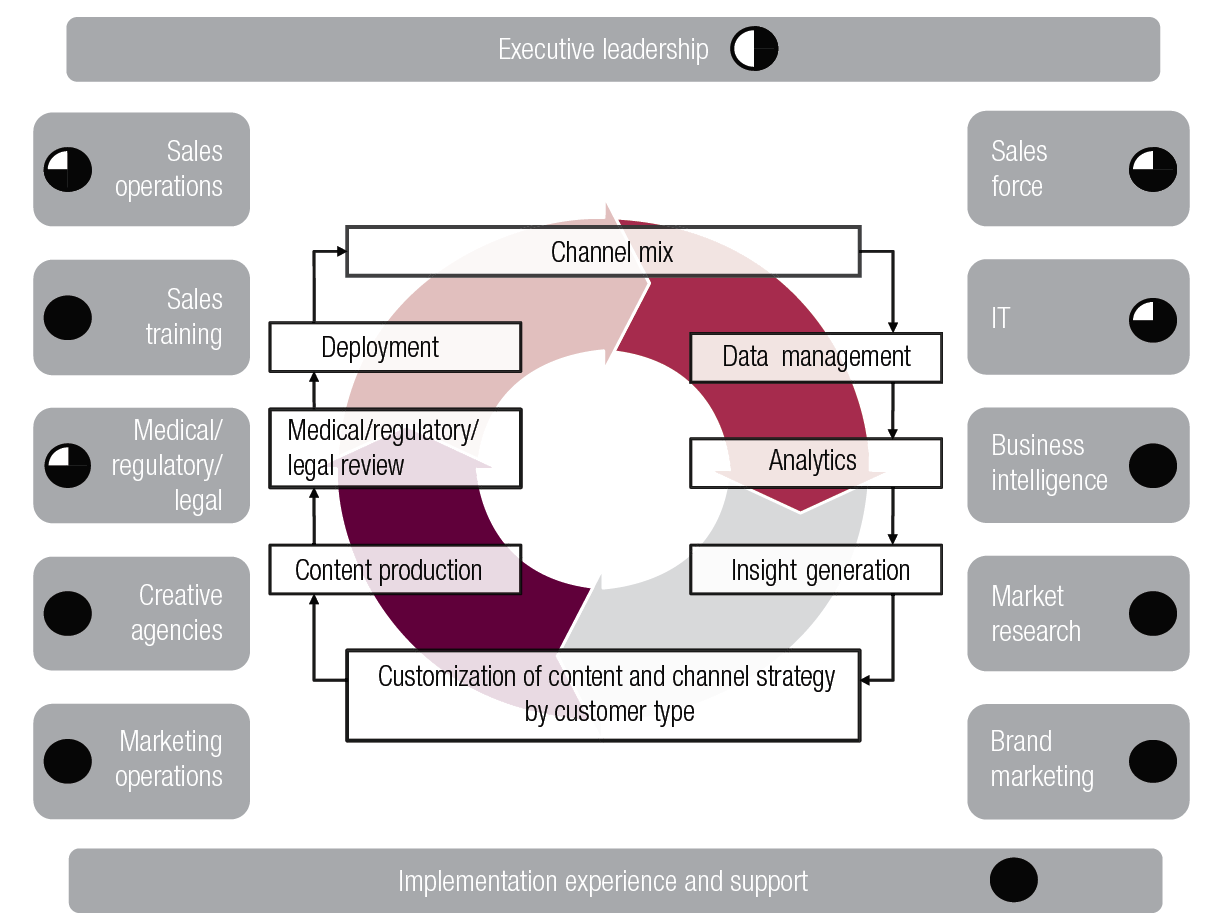 Executive leadership
Sales
operations
Sales
training
Medical/
regulatory/
legal
Creative
agencies
Marketing
operations
Channel mix
Deployment
Medical/regulatory/
legal review
Content production
Data management
Analytics
Insight generation
Customization of content and channel strategy
by customer type
Sales
force
IT
Business
intelligence
Market
research
Brand
marketing
Implementation experience and support